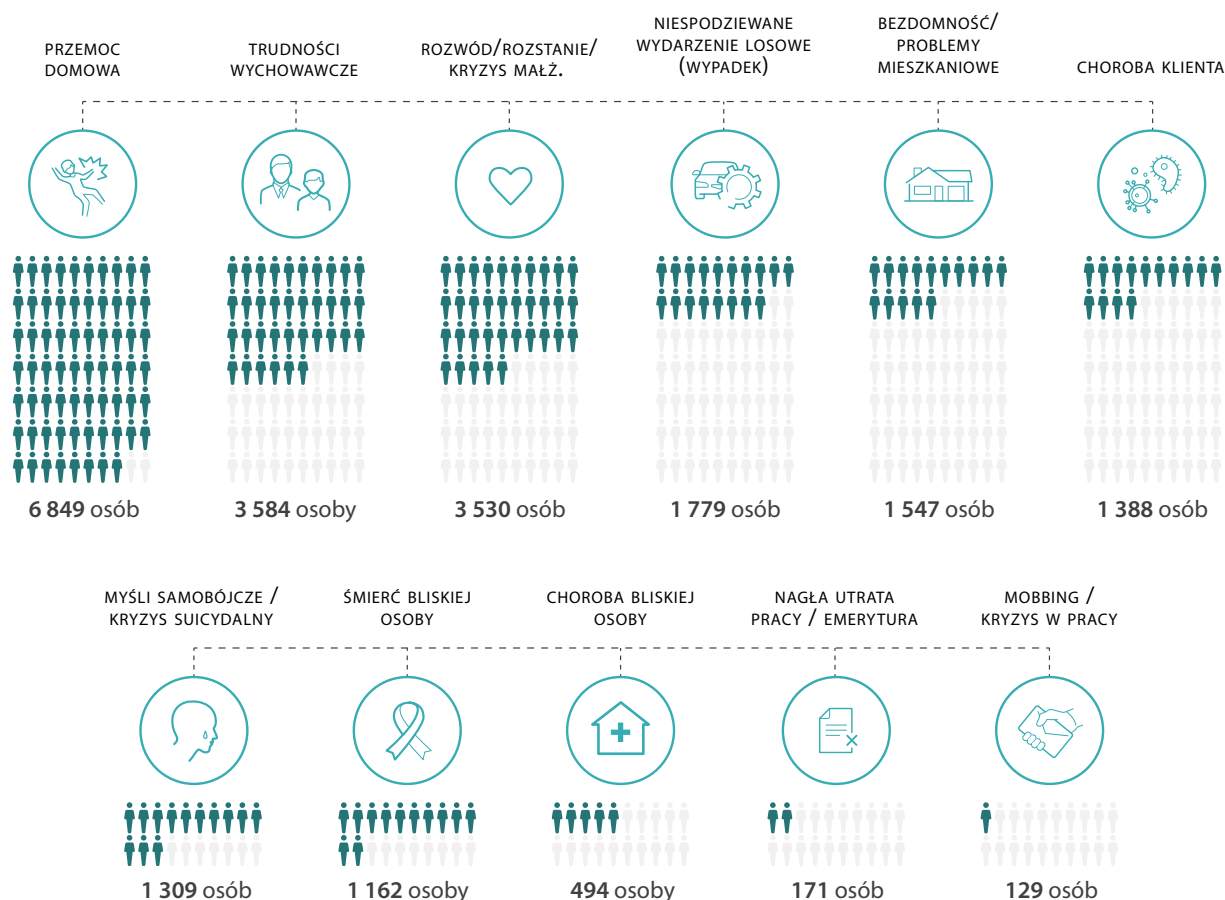 PRZEMOC
DOMOWA
TRUDNOŚCI
WYCHOWAWCZE
ROZWÓD/ROZSTANIE/
KRYZYS MAŁŻ.
NIESPODZIEWANE
WYDARZENIE LOSOWE
(WYPADEK)
BEZDOMNOŚĆ/
PROBLEMY
MIESZKANIOWE
CHOROBA KLIENTA
6 849 osób
3 584 osoby
3 530 osób
1 779 osób
1 547 osób
1 388 osób
MYŚLI SAMOBÓJCZE /
KRYZYS SUICYDALNY
ŚMIERĆ BLISKIEJ
OSOBY
CHOROBA BLISKIEJ
OSOBY
NAGŁA UTRATA
PRACY / EMERYTURA
MOBBING /
KRYZYS W PRACY
1 309 osób
1 162 osoby
494 osoby
171 osób
129 osób